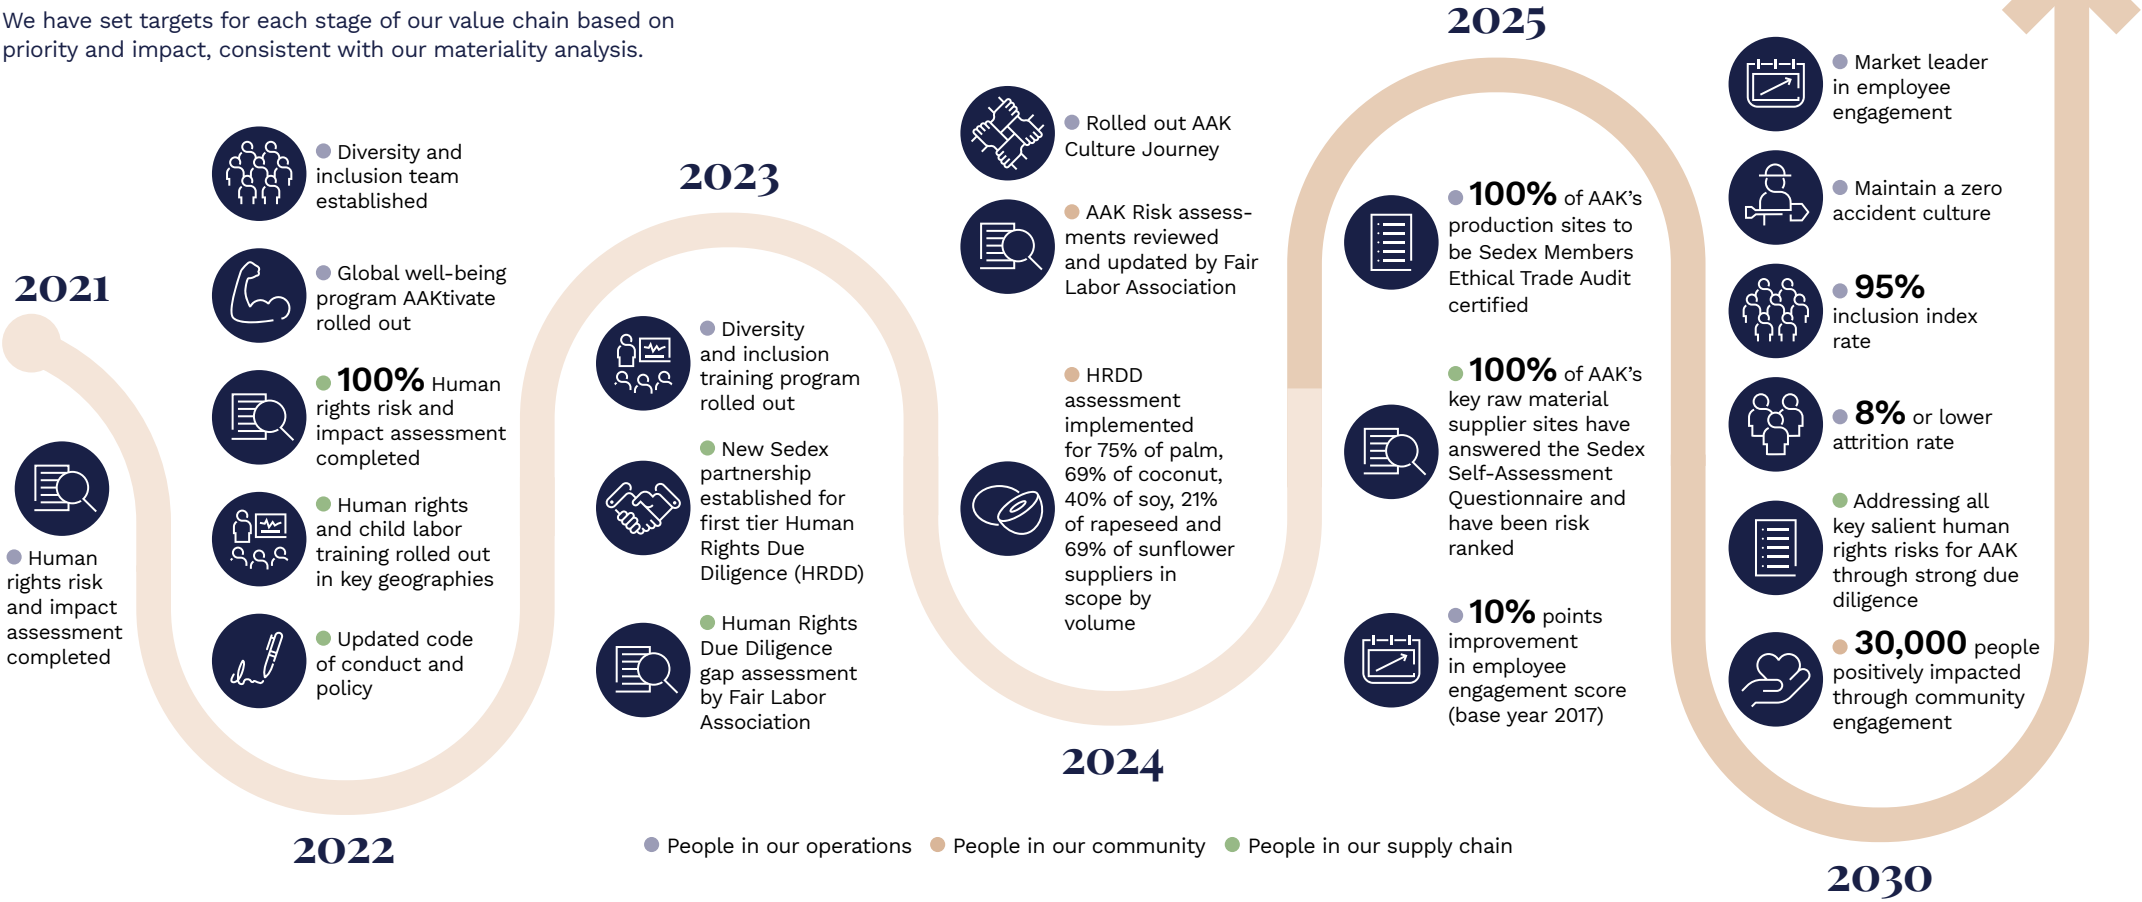 We have set targets for each stage of our value chain based on
priority and impact, consistent with our materiality analysis.
2021
Human
rights risk
and impact
assessment
completed
Diversity and
inclusion team
established
Global well-being
program AAKtivate
rolled out
100% Human
rights risk and
impact assessment
completed
Human rights
and child labor
training rolled out
in key geographies
Updated code
of conduct and
policy
2022
2023
Diversity
and inclusion
training program
rolled out
New Sedex
partnership
established for
first tier Human
Rights Due
Diligence (HRDD)
Human Rights
Due Diligence
gap assessment
by Fair Labor
Association
Rolled out AAK
Culture Journey
AAK Risk assess-
ments reviewed
and updated by Fair
Labor Association
HRDD
assessment
implemented
for 75% of palm,
69% of coconut,
40% of soy, 21%
of rapeseed and
69% of sunflower
suppliers in
scope by
volume
2024
2025
100% of AAK's
production sites to
be Sedex Members
Ethical Trade Audit
certified
100% of AAK's
key raw material
supplier sites have
answered the Sedex
Self-Assessment
Questionnaire and
have been risk
ranked
10% points
improvement
in employee
engagement score
(base year 2017)
Market leader
in employee
engagement
Maintain a zero
accident culture
95%
inclusion index
rate
8% or lower
attrition rate
Addressing all
key salient human
rights risks for AAK
through strong due
diligence
30,000 people
positively impacted
through community
engagement
2030
People in our operations People in our community People in our supply chain